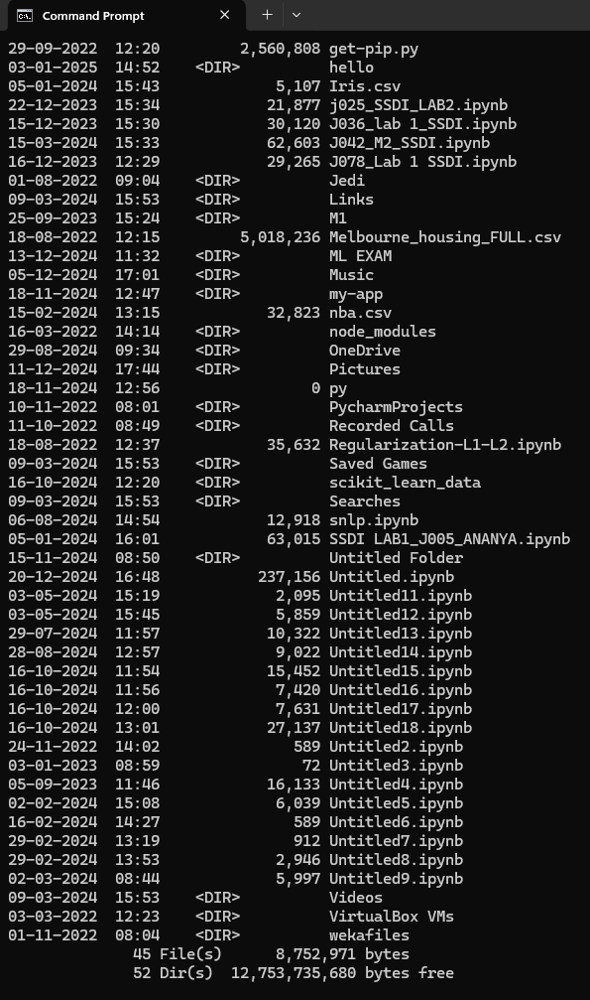 Command Prompt
29-09-2022  12:20         2,560,808 get-pip.py
03-01-2025  14:52    <DIR>          hello
05-01-2024  15:43             5,107 Iris.csv
22-12-2023  15:34            21,877 j025_SSDI_LAB2.ipynb
15-12-2023  15:30            30,120 J036_lab 1_SSDI.ipynb
15-03-2024  15:33            62,603 J042_M2_SSDI.ipynb
16-12-2023  12:29            29,265 J078_Lab 1 SSDI.ipynb
01-08-2022  09:04    <DIR>          Jedi
09-03-2024  15:53    <DIR>          Links
25-09-2023  15:24    <DIR>          M1
18-08-2022  12:15         5,018,236 Melbourne_housing_FULL.csv
13-12-2024  11:32    <DIR>          ML EXAM
05-12-2024  17:01    <DIR>          Music
18-11-2024  12:47    <DIR>          my-app
15-02-2024  13:15            32,823 nba.csv
16-03-2022  14:14    <DIR>          node_modules
29-08-2024  09:34    <DIR>          OneDrive
11-12-2024  17:44    <DIR>          Pictures
18-11-2024  12:56                 0 py
10-11-2022  08:01    <DIR>          PycharmProjects
11-10-2022  08:49    <DIR>          Recorded Calls
18-08-2022  12:37            35,632 Regularization-L1-L2.ipynb
09-03-2024  15:53    <DIR>          Saved Games
16-10-2024  12:20    <DIR>          scikit_learn_data
09-03-2024  15:53    <DIR>          Searches
06-08-2024  14:54            12,918 snlp.ipynb
05-01-2024  16:01            63,015 SSDI LAB1_J005_ANANYA.ipynb
15-11-2024  08:50    <DIR>          Untitled Folder
20-12-2024  16:48           237,156 Untitled.ipynb
03-05-2024  15:19             2,095 Untitled11.ipynb
03-05-2024  15:45             5,859 Untitled12.ipynb
29-07-2024  11:57            10,322 Untitled13.ipynb
28-08-2024  12:57             9,022 Untitled14.ipynb
16-10-2024  11:54            15,452 Untitled15.ipynb
16-10-2024  11:56             7,420 Untitled16.ipynb
16-10-2024  12:00             7,631 Untitled17.ipynb
16-10-2024  13:01            27,137 Untitled18.ipynb
24-11-2022  14:02               589 Untitled2.ipynb
03-01-2023  08:59                72 Untitled3.ipynb
05-09-2023  11:46            16,133 Untitled4.ipynb
02-02-2024  15:08             6,039 Untitled5.ipynb
16-02-2024  14:27               589 Untitled6.ipynb
29-02-2024  13:19               912 Untitled7.ipynb
29-02-2024  13:53             2,946 Untitled8.ipynb
02-03-2024  08:44             5,997 Untitled9.ipynb
09-03-2024  15:53    <DIR>          Videos
03-03-2022  12:23    <DIR>          VirtualBox VMs
01-11-2022  08:04    <DIR>          wekafiles
              45 File(s)      8,752,971 bytes
              52 Dir(s)  12,753,735,680 bytes free